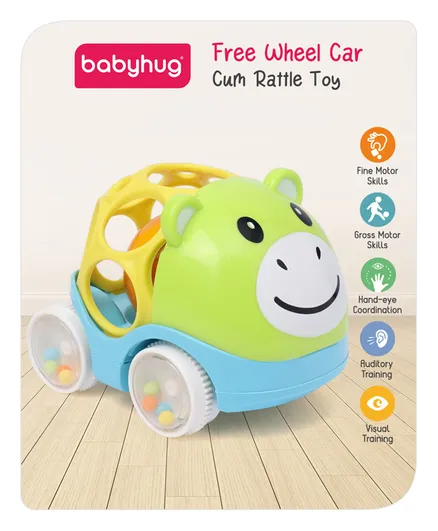 babyhug
Free Wheel Car
Cum Rattle Toy
Fine Motor
Skills
Gross Motor
Skills
Hand-eye
Coordination
Auditory
Training
Visual
Training